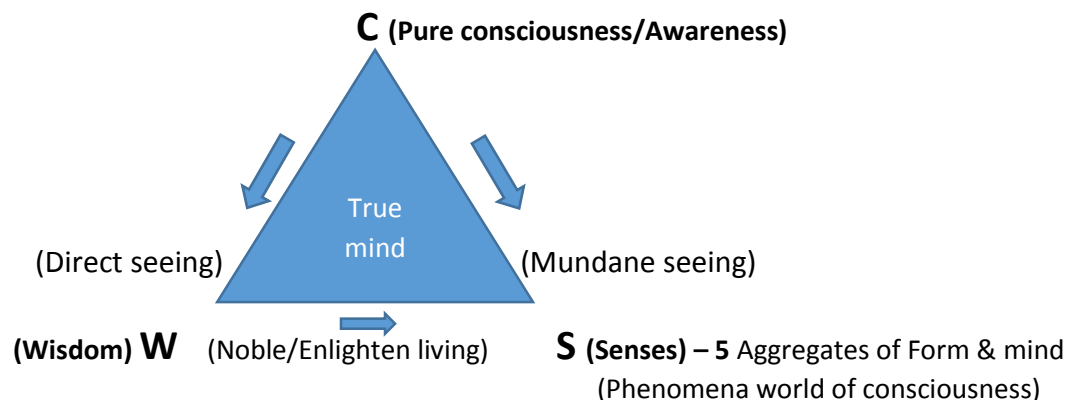 C (Pure consciousness/Awareness)
True
mind
(Direct seeing)
(Mundane seeing)
(Wisdom) W (Noble/Enlighten living) S (Senses) – 5 Aggregates of Form & mind
(Phenomena world of consciousness)